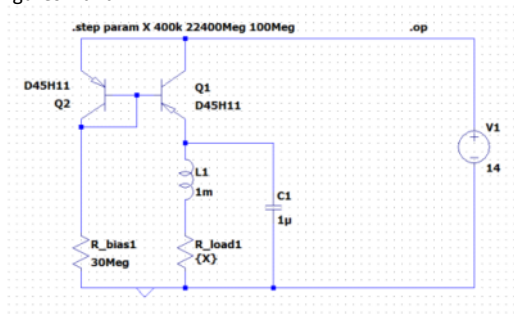 .step param X 400k 22400Meg 100Meg .op
D45H11
Q2
Q1
D45H11
V1
14
L1
1m
C1
1µ
R_bias1
30Meg
R_load1
{X}